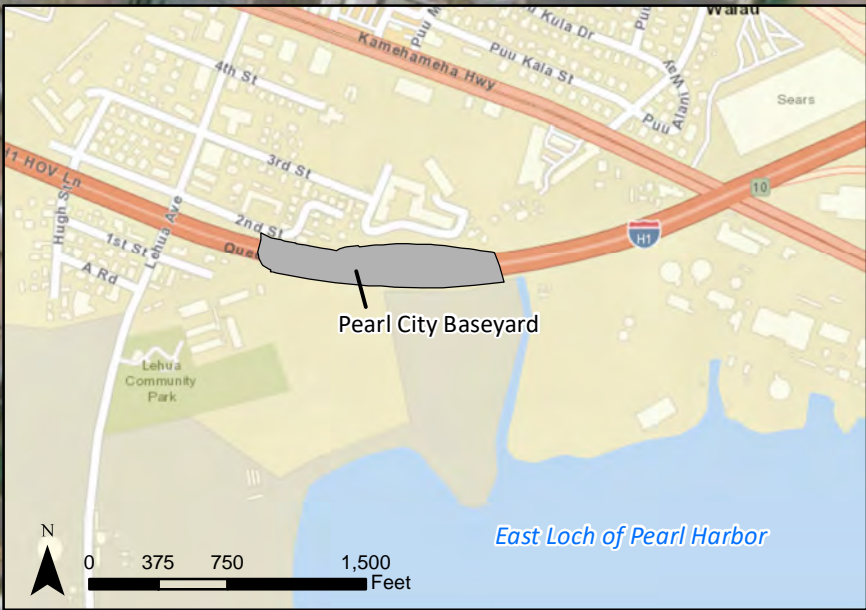 Waiau
Puu Kula Dr
Kamehameha Hwy
Puu Kala St
Puu
Alani Way
4th St
Sears
3rd St
H1 HOV Ln
10
Hugh St
2nd St
H1
1st St
Lehua Ave
A Rd
Pearl City Baseyard
Lehua
Community
Park
East Loch of Pearl Harbor
N
0 375 750 1,500
Feet